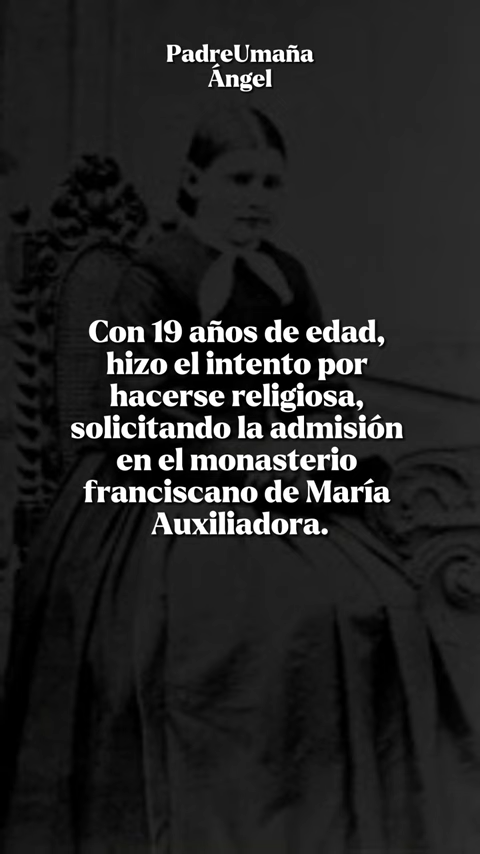 PadreUmaña
Ángel
Con 19 años de edad,
hizo el intento por
hacerse religiosa,
solicitando la admisión
en el monasterio
franciscano de María
Auxiliadora.